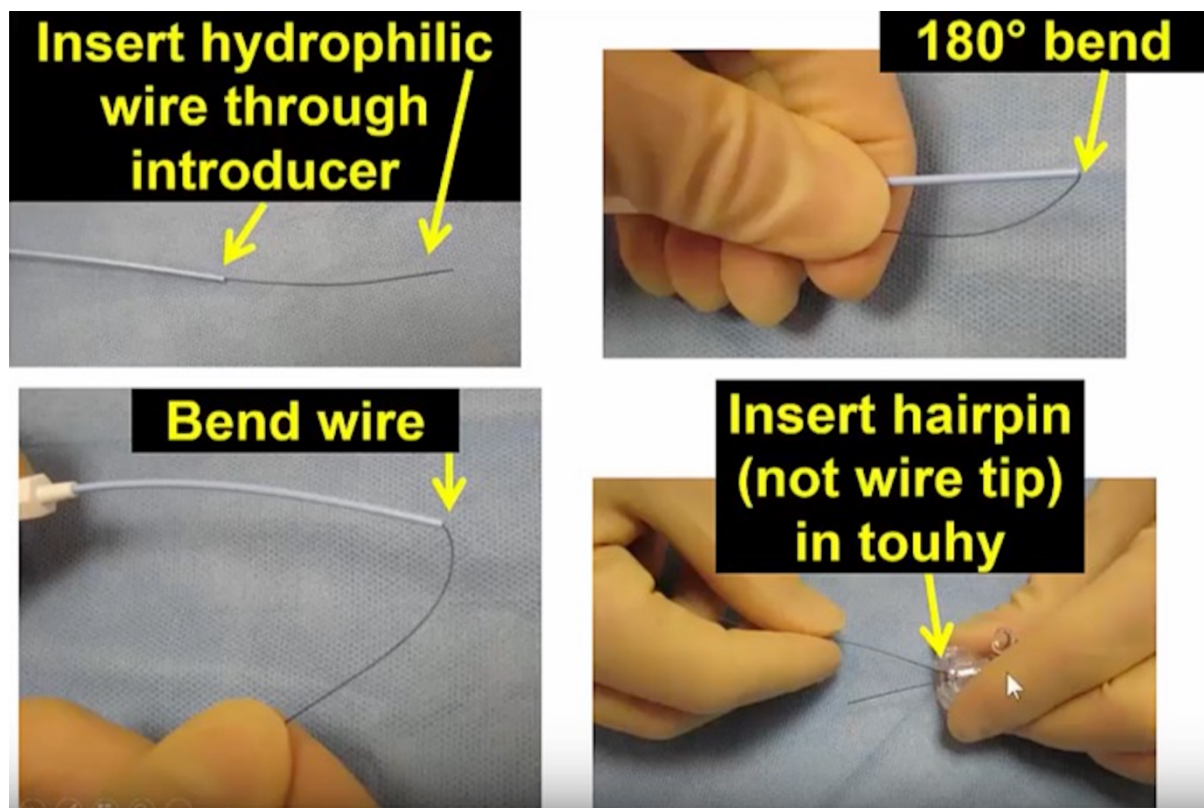 Insert hydrophilic
wire through
introducer
180° bend
Bend wire
Insert hairpin
(not wire tip)
in touhy